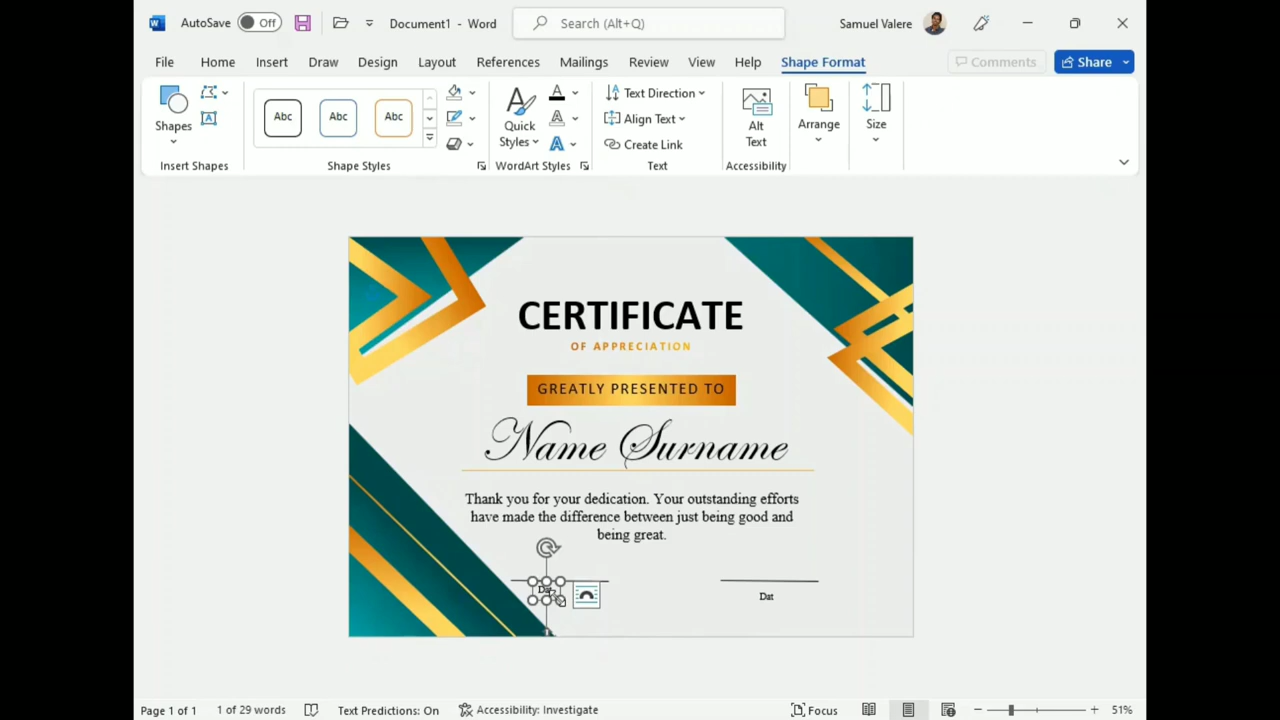 AutoSave Off Document1 - Word Search (Alt+Q) Samuel Valere
File Home Insert Draw Design Layout References Mailings Review View Help Shape Format Comments Share
Shapes
Abc Abc Abc
Quick
Styles
Text Direction
Align Text
Create Link
Alt
Text
Arrange
Size
Insert Shapes Shape Styles WordArt Styles Text Accessibility
CERTIFICATE
OF APPRECIATION
GREATLY PRESENTED TO
Name Surname
Thank you for your dedication. Your outstanding efforts
have made the difference between just being good and
being great.
Dat
Page 1 of 1 1 of 29 words Text Predictions: On Accessibility: Investigate Focus 51%